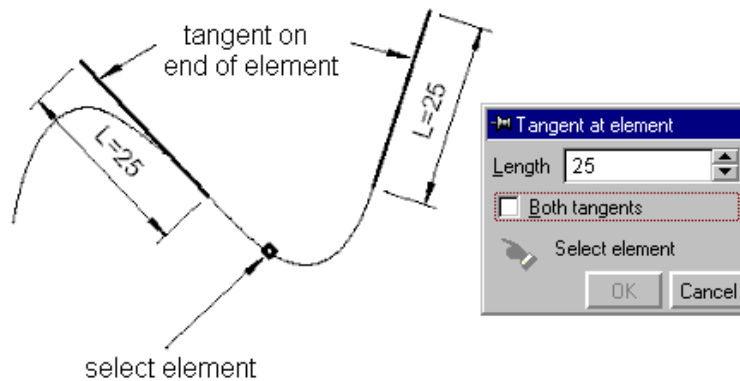 tangent on
end of element
L=25
L=25
select element
Tangent at element
Length 25
Both tangents
Select element
OK Cancel